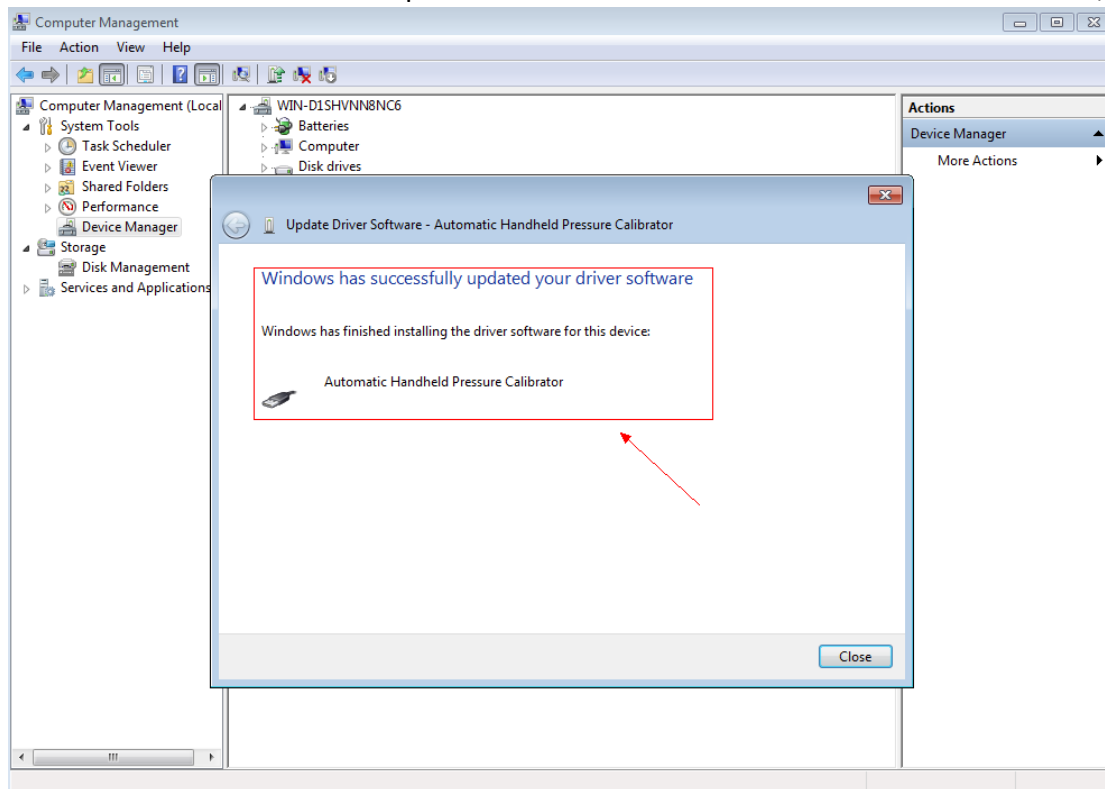 Computer Management
File Action View Help
Computer Management (Local
System Tools
Task Scheduler
Event Viewer
Shared Folders
Performance
Device Manager
Storage
Disk Management
Services and Applications
WIN-D1SHVNN8NC6
Batteries
Computer
Disk drives
Actions
Device Manager
More Actions
Update Driver Software - Automatic Handheld Pressure Calibrator
Windows has successfully updated your driver software
Windows has finished installing the driver software for this device:
Automatic Handheld Pressure Calibrator
Close